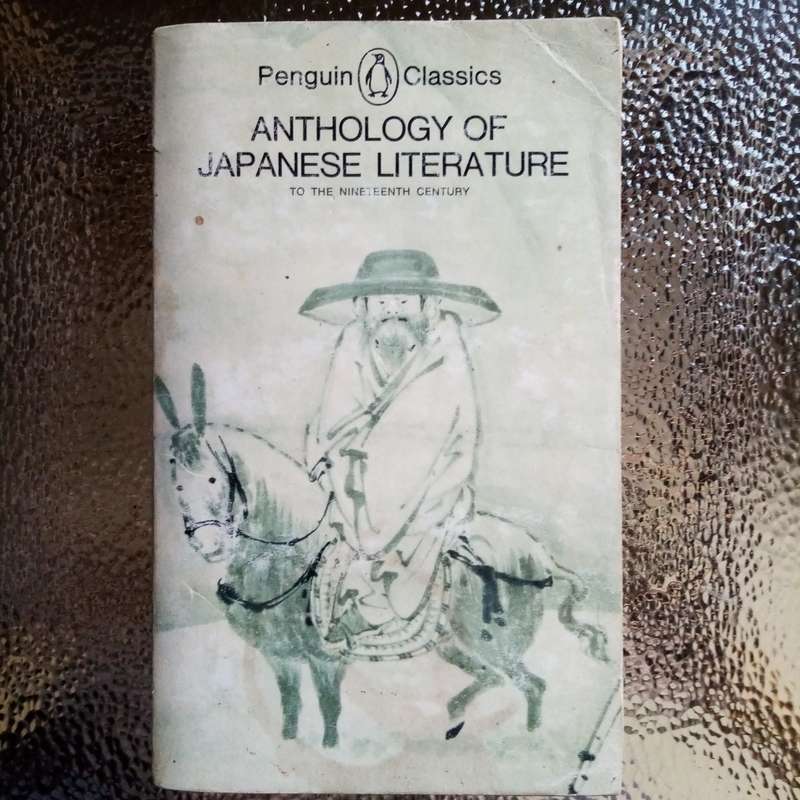 Penguin Classics
ANTHOLOGY OF
JAPANESE LITERATURE
TO THE NINETEENTH CENTURY